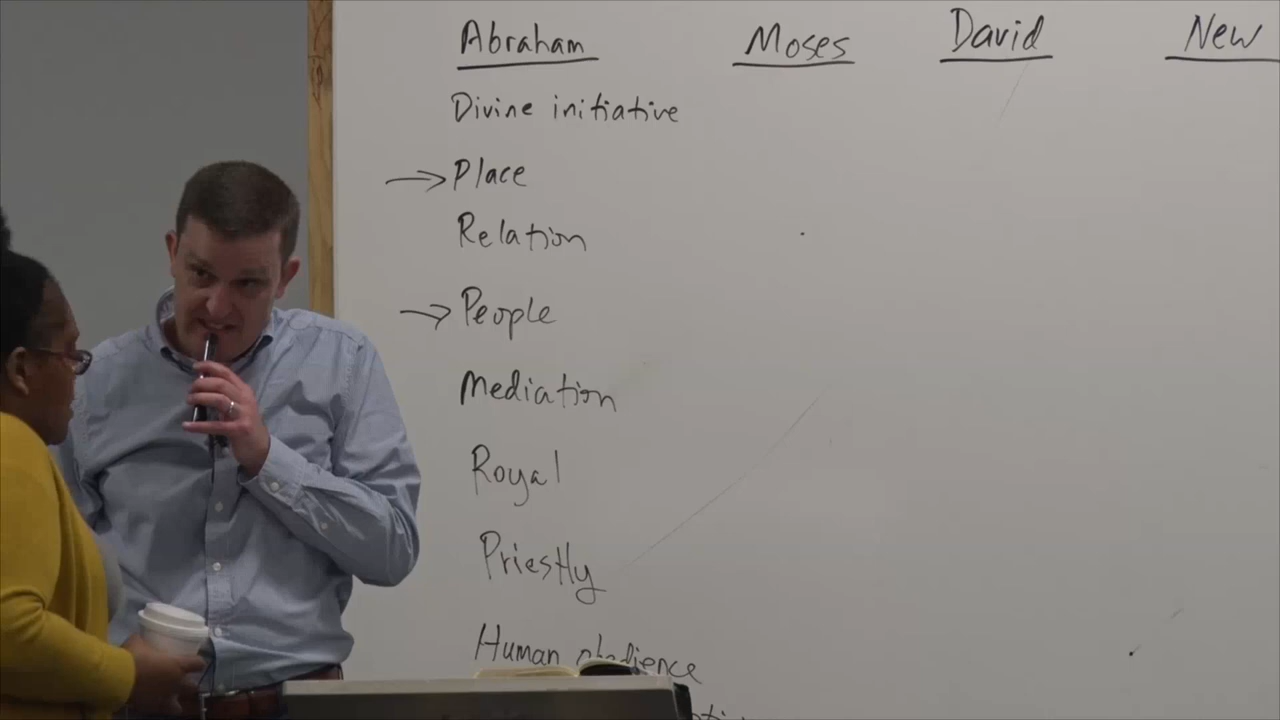 Abraham Moses David New
Divine initiative
→ Place
Relation
→ People
Mediation
Royal
Priestly
Human obedience